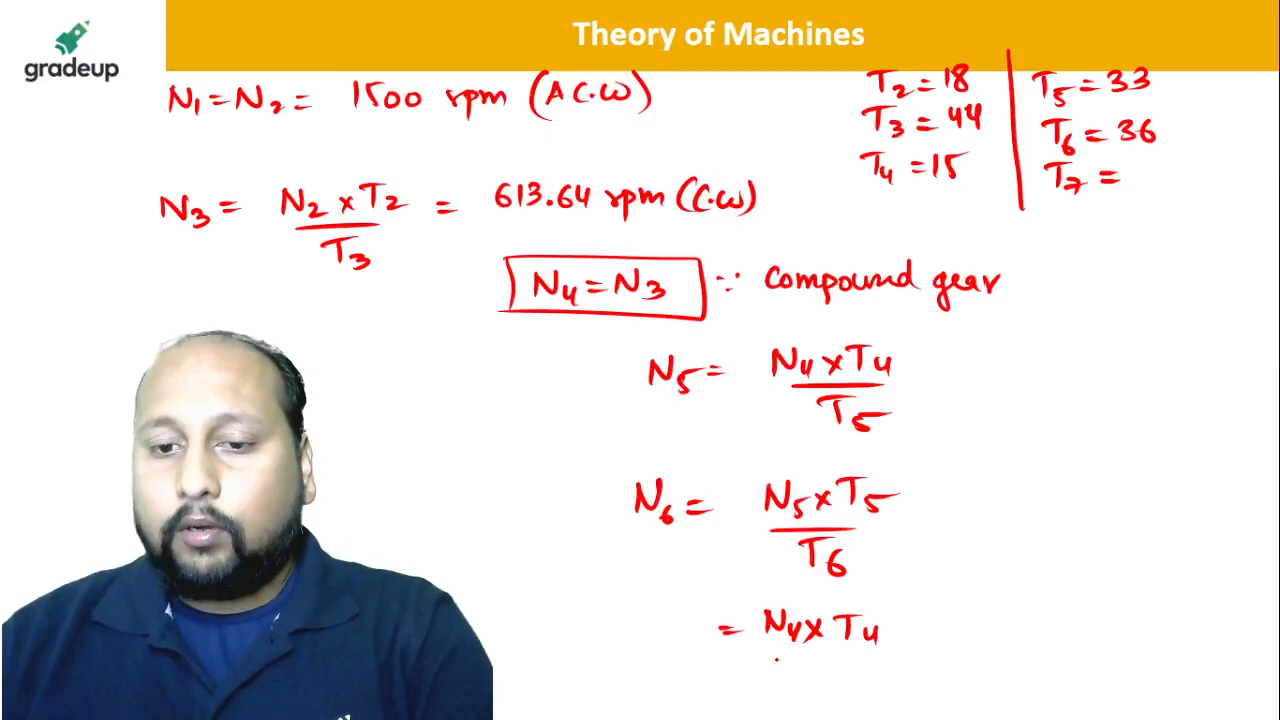 Theory of Machines
gradeup
N1 = N2 = 1500 rpm (A C.W)
T2 = 18
T3 = 44
T4 = 15
T5 = 33
T6 = 36
T7 =
N3 = N2 × T2 / T3 = 613.64 rpm (C.W)
N4 = N3 ∵ Compound gear
N5 = N4 × T4 / T5
N6 = N5 × T5 / T6
= N4 × T4